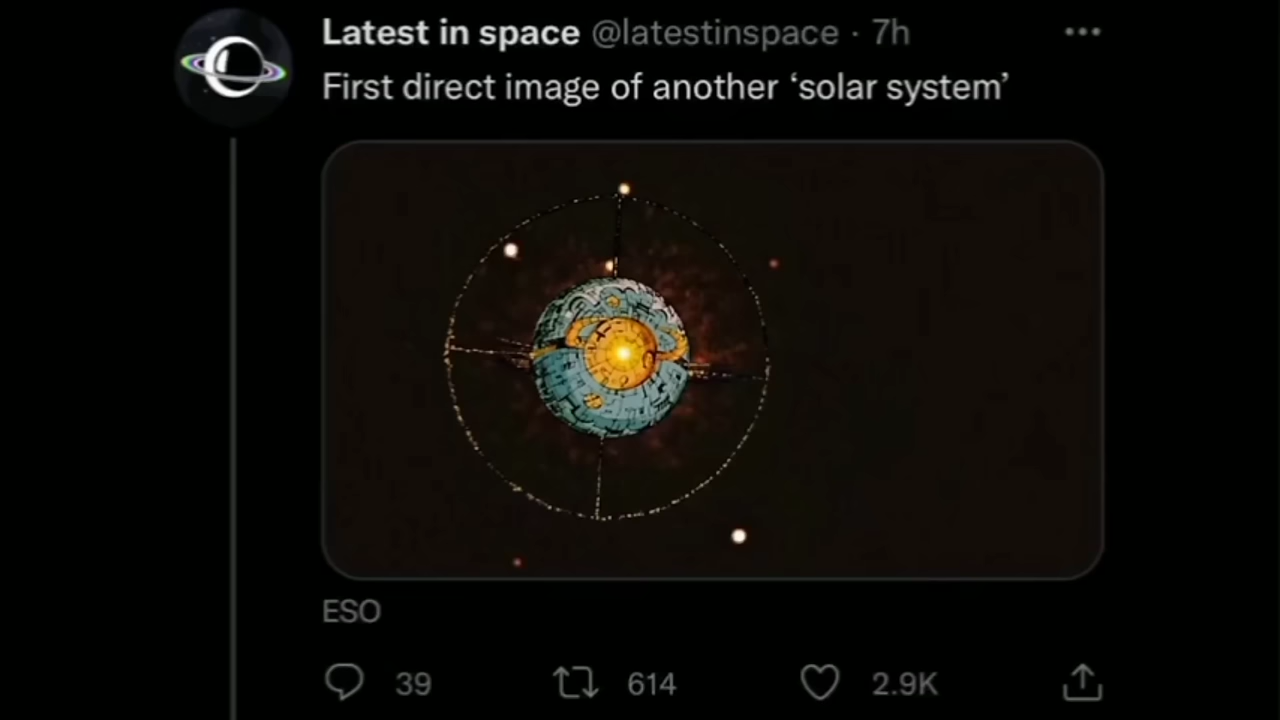 Latest in space @latestinspace · 7h
First direct image of another ‘solar system’
ESO
39 614 2.9K